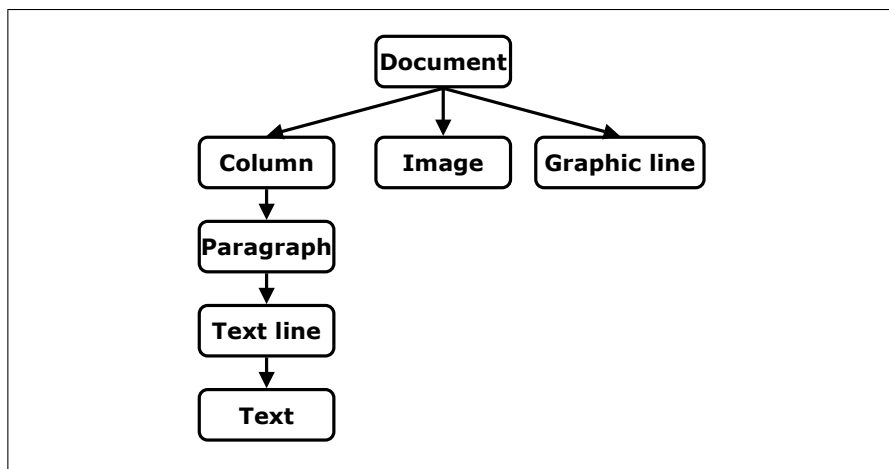 Document
Column
Image
Graphic line
Paragraph
Text line
Text